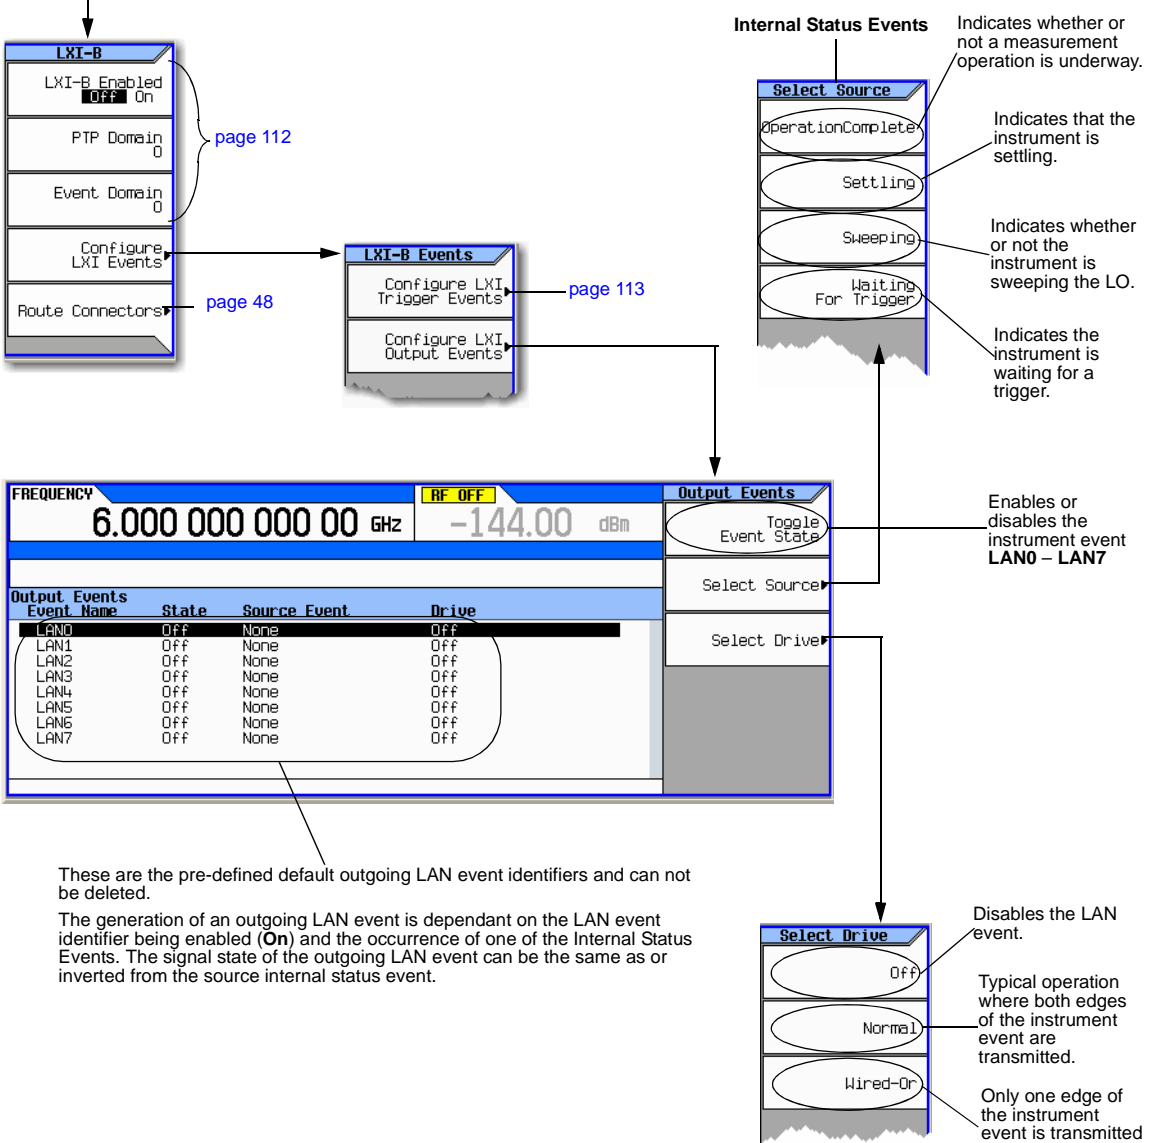 LXI-B
LXI-B Enabled
Off On
PTP Domain
0
Event Domain
0
Configure
LXI Events
Route Connectors
page 112
page 48
LXI-B Events
Configure LXI
Trigger Events
Configure LXI
Output Events
page 113
Internal Status Events
Select Source
OperationComplete
Settling
Sweeping
Waiting
For Trigger
Indicates whether or
not a measurement
operation is underway.
Indicates that the
instrument is
settling.
Indicates whether
or not the
instrument is
sweeping the LO.
Indicates the
instrument is
waiting for a
trigger.
FREQUENCY
6.000 000 000 00 GHz
RF OFF
-144.00 dBm
Output Events
Event Name State Source Event Drive
LAN0 Off None Off
LAN1 Off None Off
LAN2 Off None Off
LAN3 Off None Off
LAN4 Off None Off
LAN5 Off None Off
LAN6 Off None Off
LAN7 Off None Off
Output Events
Toggle
Event State
Select Source
Select Drive
Enables or
disables the
instrument event
LAN0 – LAN7
These are the pre-defined default outgoing LAN event identifiers and can not
be deleted.
The generation of an outgoing LAN event is dependant on the LAN event
identifier being enabled (On) and the occurrence of one of the Internal Status
Events. The signal state of the outgoing LAN event can be the same as or
inverted from the source internal status event.
Select Drive
Off
Normal
Wired-Or
Disables the LAN
event.
Typical operation
where both edges
of the instrument
event are
transmitted.
Only one edge of
the instrument
event is transmitted